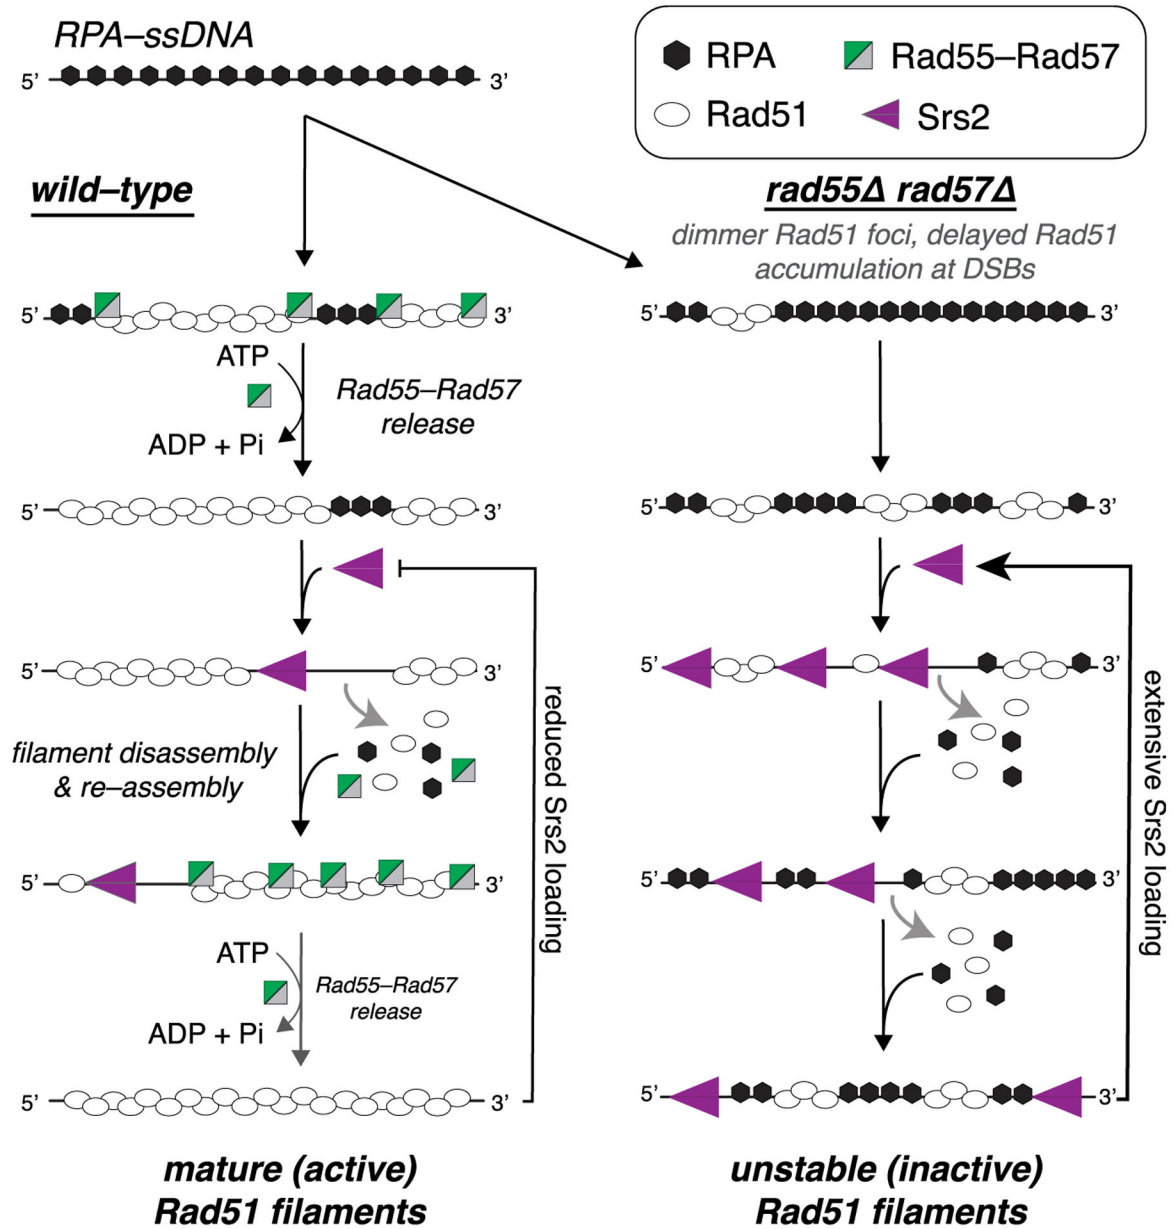 RPA–ssDNA
5’ 3’
RPA Rad55–Rad57
Rad51 Srs2
wild–type
rad55Δ rad57Δ
dimmer Rad51 foci, delayed Rad51
accumulation at DSBs
5’ 3’
5’ 3’
ATP
Rad55–Rad57
release
ADP + Pi
5’ 3’
5’ 3’
5’ 3’
5’ 3’
filament disassembly
& re–assembly
reduced Srs2 loading
extensive Srs2 loading
5’ 3’
5’ 3’
ATP
Rad55–Rad57
release
ADP + Pi
5’ 3’
5’ 3’
mature (active)
Rad51 filaments
unstable (inactive)
Rad51 filaments